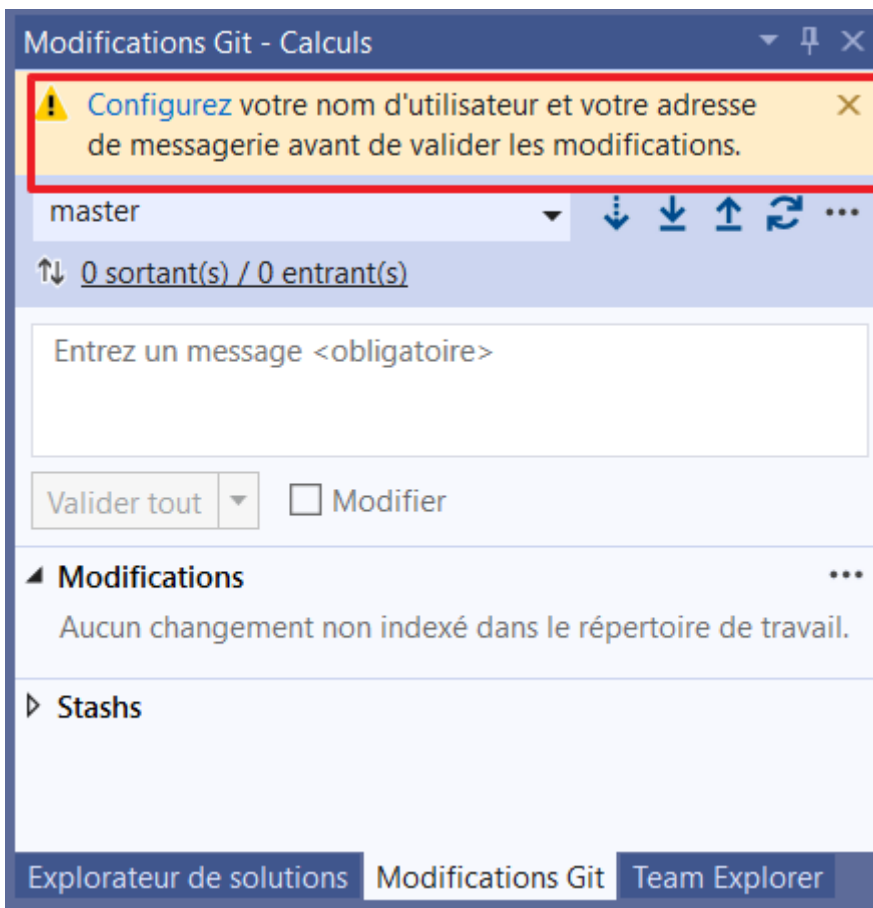 Modifications Git - Calculs
Configurez votre nom d'utilisateur et votre adresse
de messagerie avant de valider les modifications.
master
0 sortant(s) / 0 entrant(s)
Entrez un message <obligatoire>
Valider tout
Modifier
Modifications
Aucun changement non indexé dans le répertoire de travail.
Stashs
Explorateur de solutions Modifications Git Team Explorer